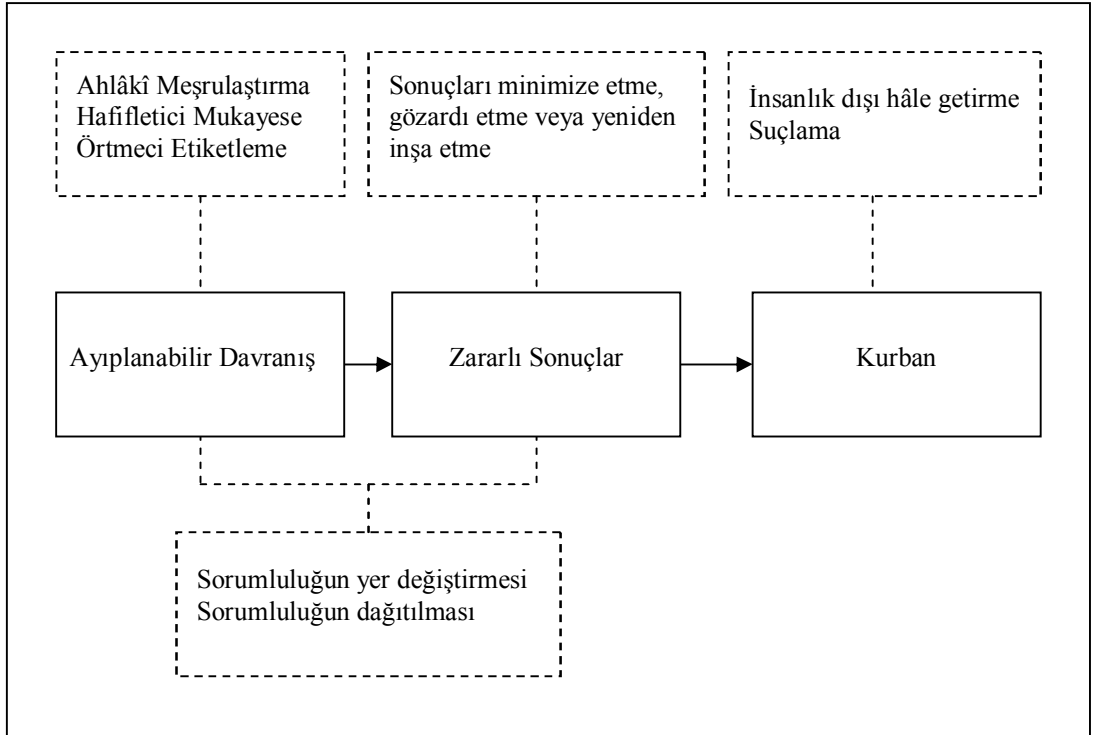 Ahlâkî Meşrulaştırma
Hafifletici Mukayese
Örtmeci Etiketleme
Sonuçları minimize etme,
gözardı etme veya yeniden
inşa etme
İnsanlık dışı hâle getirme
Suçlama
Ayıplanabilir Davranış
Zararlı Sonuçlar
Kurban
Sorumluluğun yer değiştirmesi
Sorumluluğun dağıtılması